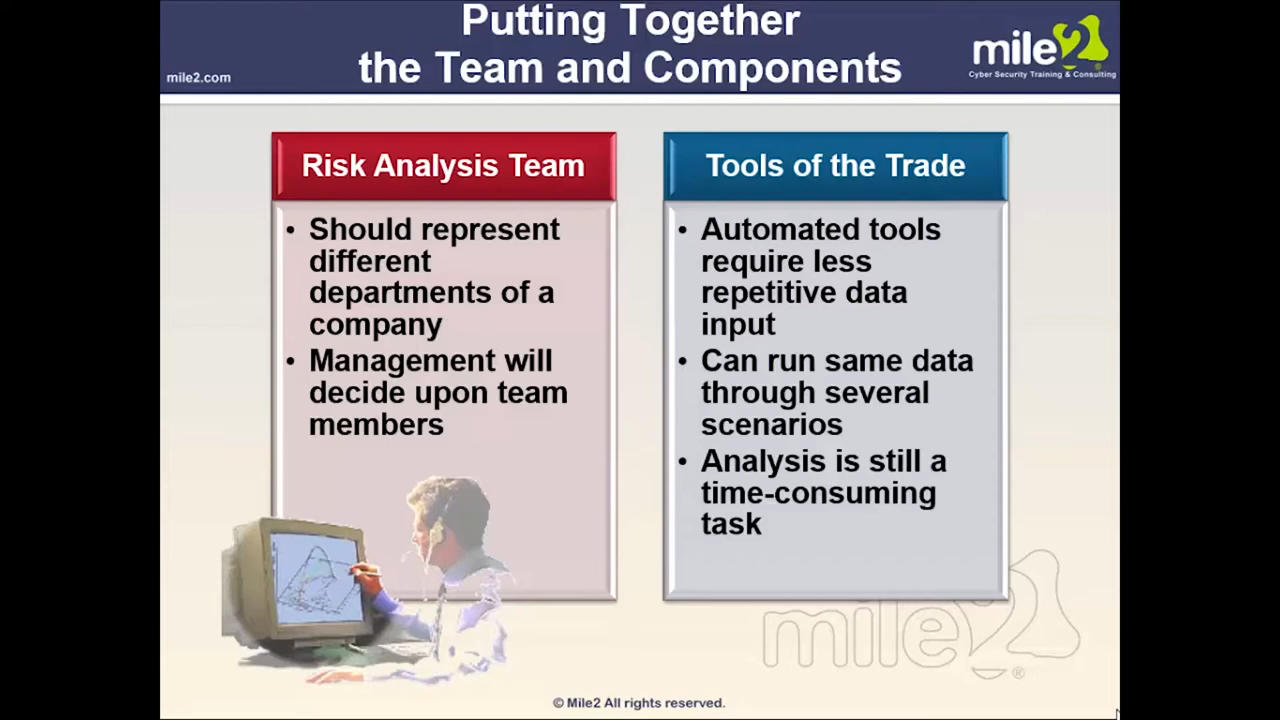 Putting Together
the Team and Components
mile2.com
mile2
Cyber Security Training & Consulting
Risk Analysis Team
• Should represent
different
departments of a
company
• Management will
decide upon team
members
Tools of the Trade
• Automated tools
require less
repetitive data
input
• Can run same data
through several
scenarios
• Analysis is still a
time-consuming
task
mile2
®
© Mile2 All rights reserved.